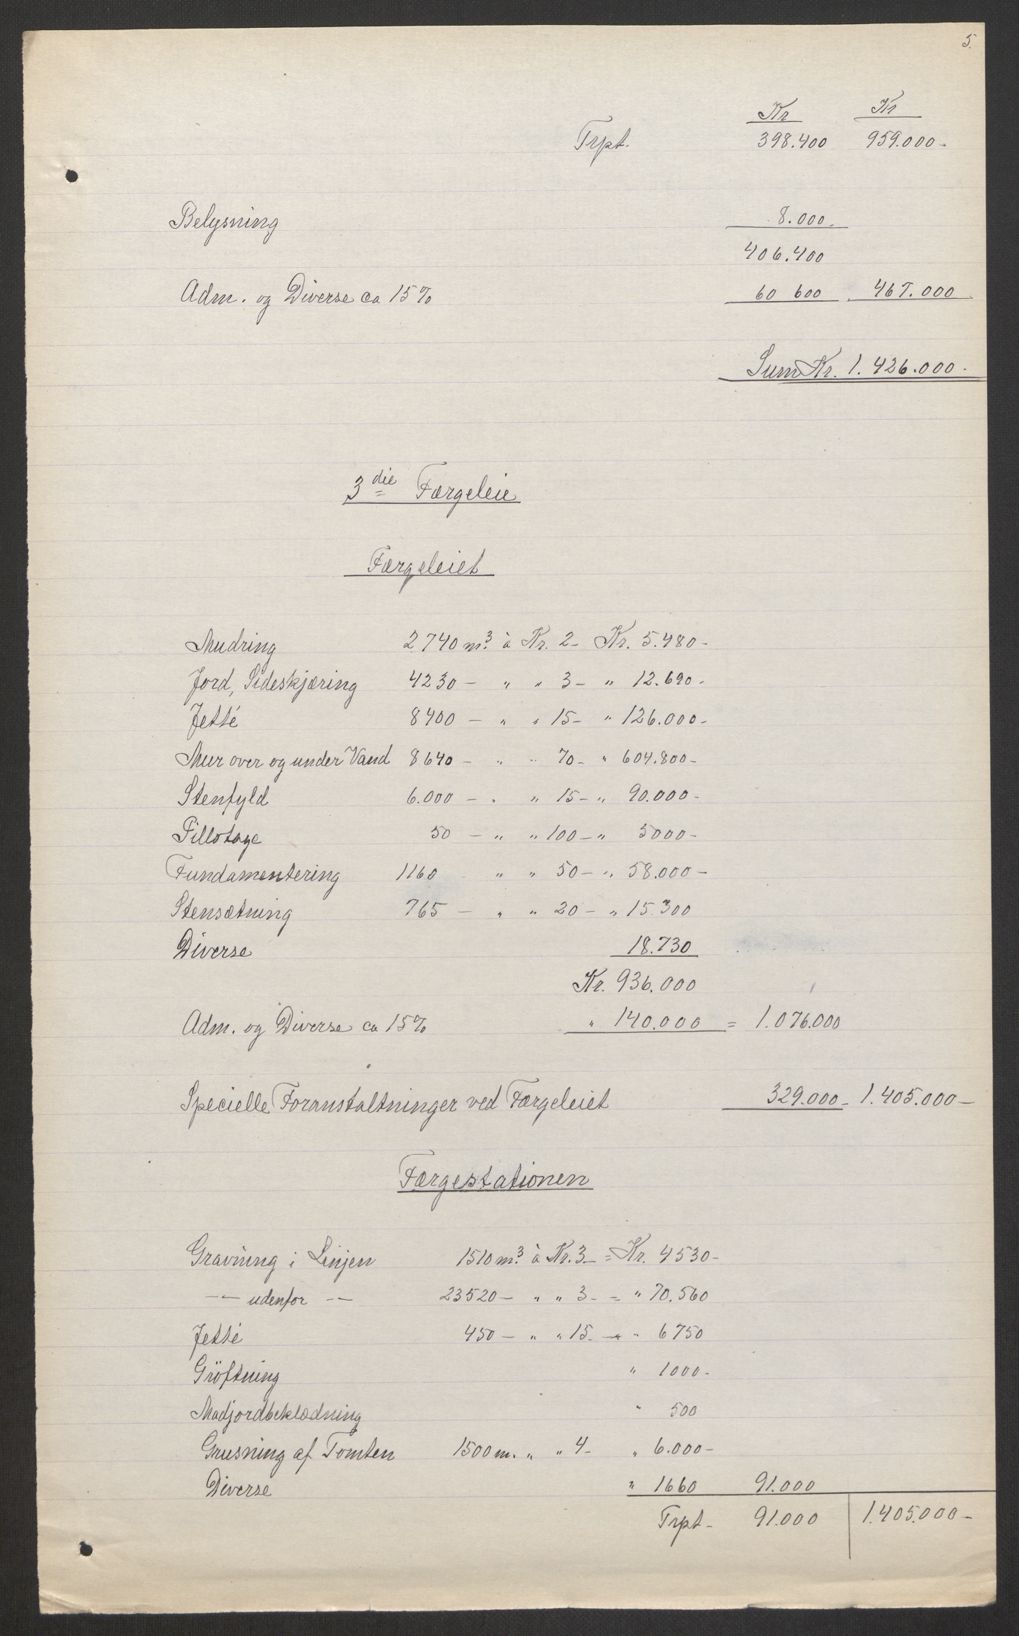 5.
Kr Kr
Trpt. 398.400 959.000-
Belysning 8.000.
406.400
Adm. og Diverse ca 15% 60 600 467.000
Sum Kr. 1.426.000.
3die Færgeleie
Færgeleiet
Mudring 2740 m³. à Kr. 2- Kr. 5.480-
Jord, Sideskjæring 4230 - " " 3- " 12.690-
Jetté 8400 - " " 15- " 126.000-
Mur over og under Vand 8640 - " " 70- " 604.800-
Stenfyld 6.000 - " " 15- " 90.000-
Pillotage 50 - " " 100- " 5000-
Fundamentering 1160 " " 50- " 58.000-
Stensætning 765 - " " 20- " 15.300
Diverse 18.730
Kr. 936.000
Adm. og Diverse ca 15% " 140.000 = 1.076.000
Specielle Foranstaltninger ved Færgeleiet 329.000- 1.405.000-
Færgestationen
Gravning i Linjen 1510 m³. à Kr. 3- = Kr. 4530-
-"- udenfor -"- 23520- " " 3- = " 70.560
Jetté 450- " " 15- " 6750
Grøftning " 1000-
Madjordbeklædning " 500
Grusning af Tomten 1500 m. " " 4- " 6.000-
Diverse " 1660 91.000
Trpt- 91.000 1.405.000-